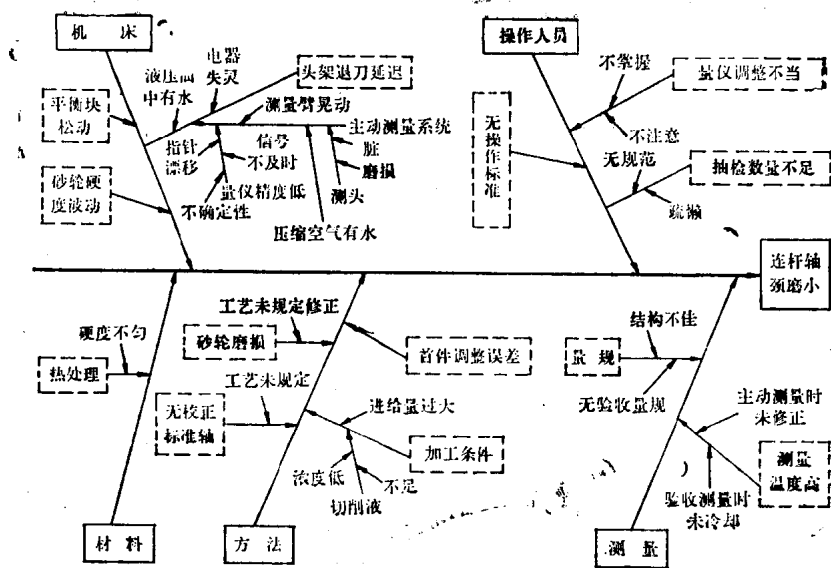 机 床
操作人员
电器
失灵
液压油
中有水
头架退刀延迟
平衡块
松动
测量臂晃动
主动测量系统
指针
漂移
信号
不及时
脏
磨损
砂轮硬
度波动
量仪精度低
不确定性
测头
压缩空气有水
不掌握
量仪调整不当
无操作标准
不注意
无规范
抽检数量不足
疏懒
连杆轴
颈磨小
工艺未规定修正
硬度不匀
砂轮磨损
首件调整误差
热处理
工艺未规定
无校正
标准轴
进给量过大
加工条件
浓度低
不足
切削液
结构不佳
量规
无验收量规
主动测量时
未修正
测量
温度高
验收测量时
未冷却
材料
方法
测量